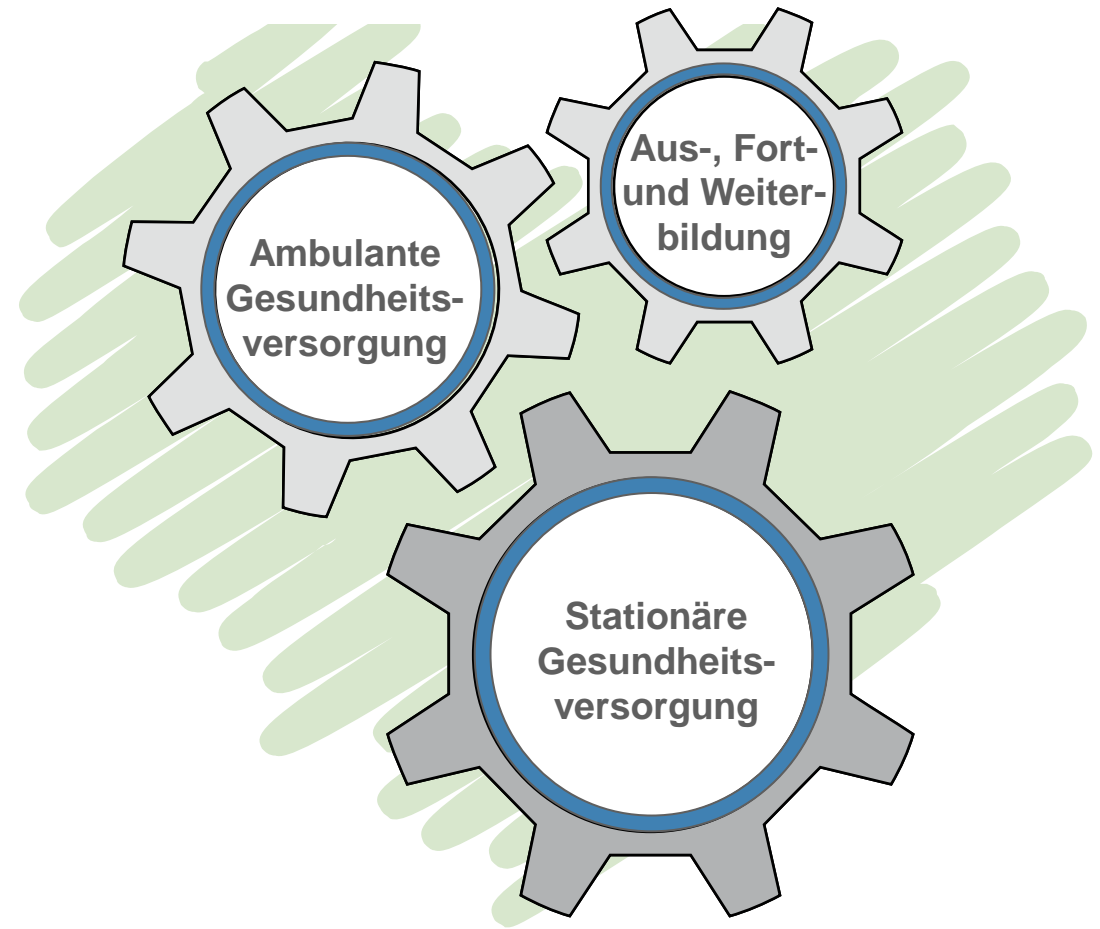 Ambulante
Gesundheits-
versorgung
Aus-, Fort-
und Weiter-
bildung
Stationäre
Gesundheits-
versorgung